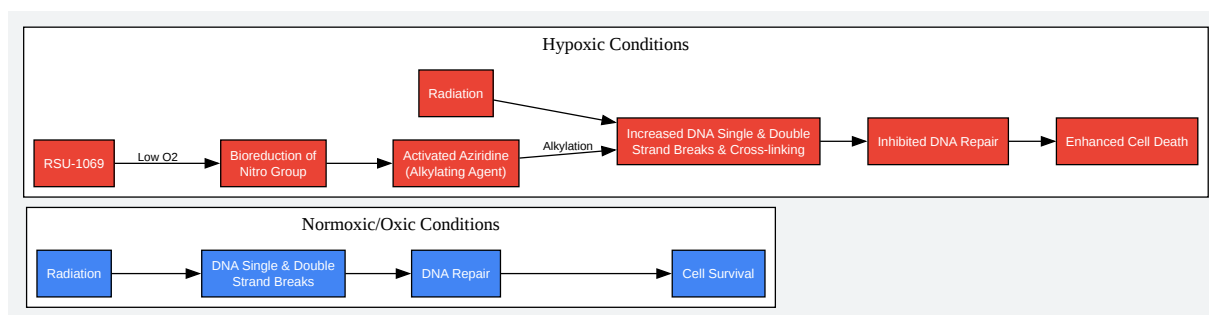 Hypoxic Conditions
Radiation
RSU-1069
Low O2
Bioreduction of
Nitro Group
Activated Aziridine
(Alkylating Agent)
Alkylation
Increased DNA Single & Double
Strand Breaks & Cross-linking
Inhibited DNA Repair
Enhanced Cell Death
Normoxic/Oxic Conditions
Radiation
DNA Single & Double
Strand Breaks
DNA Repair
Cell Survival